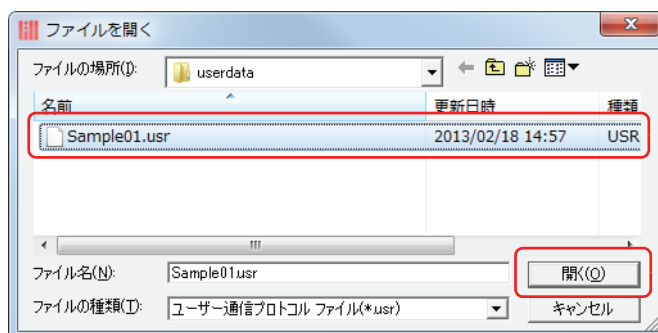 ファイルを開く
ファイルの場所(I): userdata
名前 更新日時 種類
Sample01.usr 2013/02/18 14:57 USR
ファイル名(N): Sample01.usr 開く(O)
ファイルの種類(T): ユーザー通信プロトコル ファイル(*.usr) キャンセル